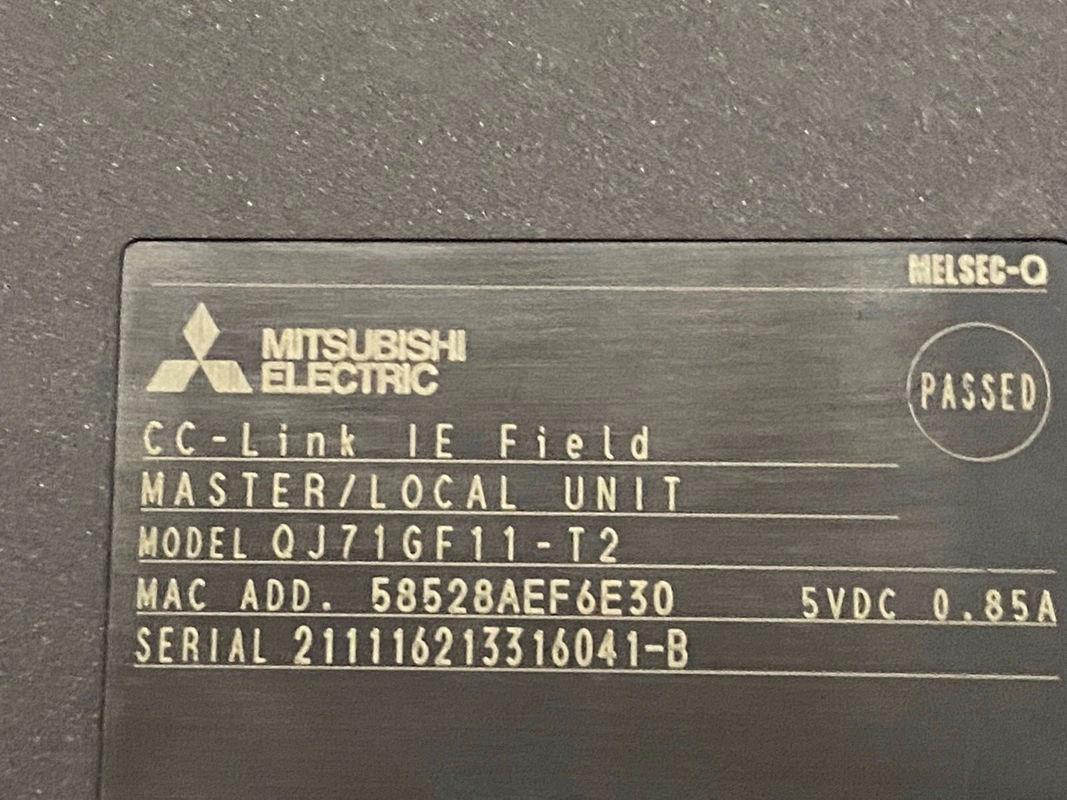 MELSEC-Q
MITSUBISHI
ELECTRIC
PASSED
CC-Link IE Field
MASTER/LOCAL UNIT
MODEL QJ71GF11-T2
MAC ADD. 58528AEF6E30 5VDC 0.85A
SERIAL 211116213316041-B